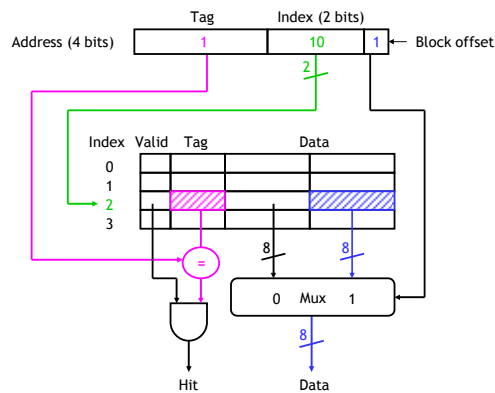 Tag Index (2 bits)
Address (4 bits) 1 10 1 Block offset
2
Index Valid Tag Data
0
1
2
3
8 8
=
0 Mux 1
8
Hit Data